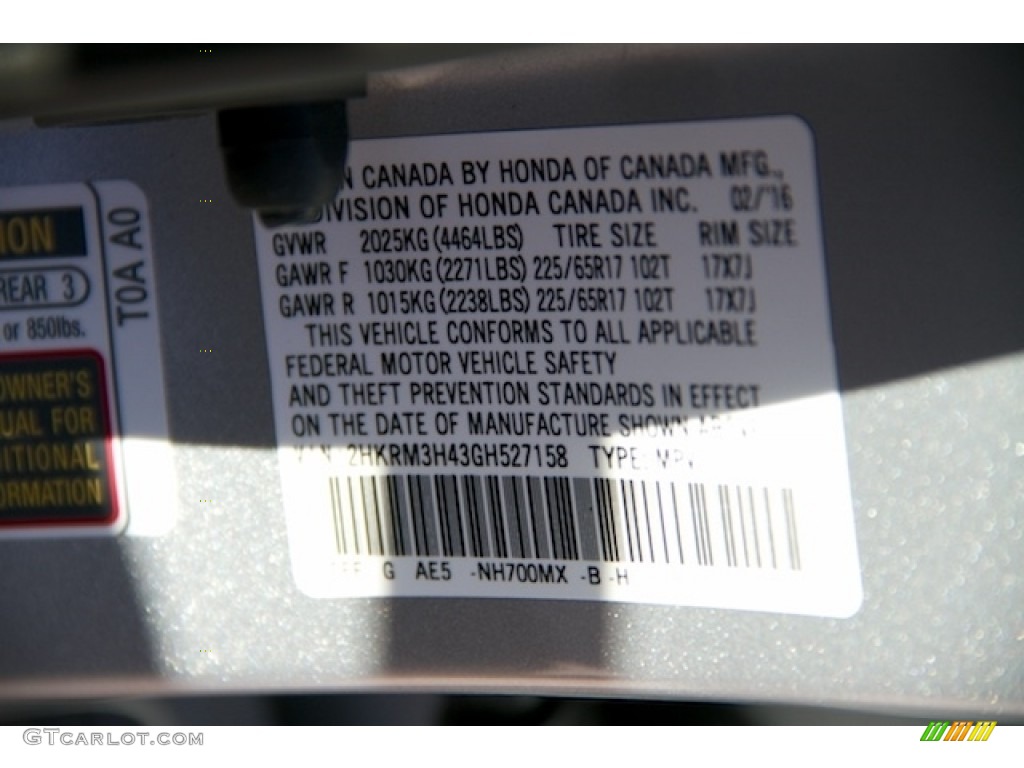 N CANADA BY HONDA OF CANADA MFG.,
DIVISION OF HONDA CANADA INC. 02/'16
GVWR 2025KG (4464LBS) TIRE SIZE RIM SIZE
GAWR F 1030KG (2271LBS) 225/65R17 102T 17X7J
GAWR R 1015KG (2238LBS) 225/65R17 102T 17X7J
THIS VEHICLE CONFORMS TO ALL APPLICABLE
FEDERAL MOTOR VEHICLE SAFETY
AND THEFT PREVENTION STANDARDS IN EFFECT
ON THE DATE OF MANUFACTURE SHOWN
2HKRM3H43GH527158 TYPE:
G AE5 -NH700MX -B -H
ION
REAR 3
or 850lbs.
OWNER'S
UAL FOR
DITIONAL
ORMATION
T0A A0
GTCARLOT.COM